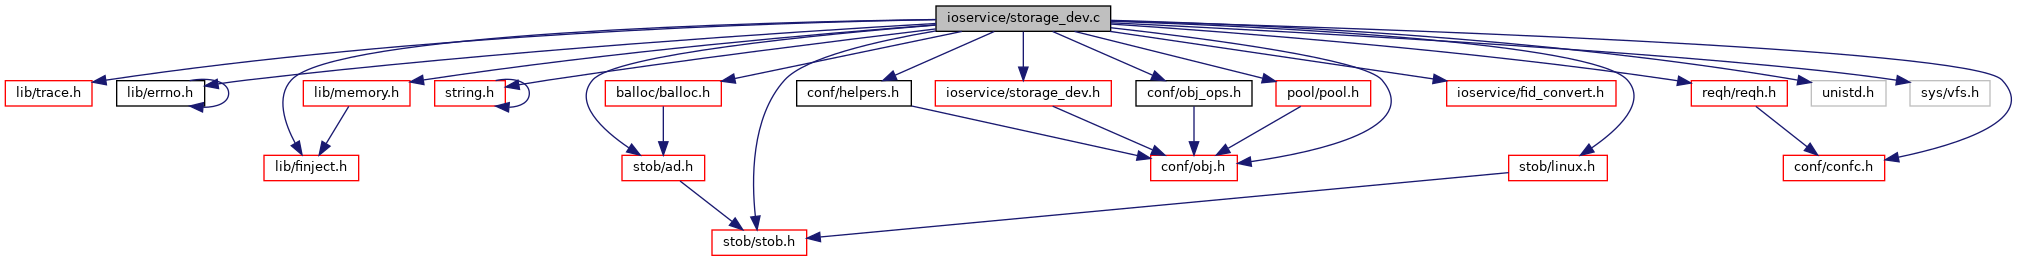 ioservice/storage_dev.c
lib/trace.h
lib/errno.h
lib/memory.h
string.h
balloc/balloc.h
conf/helpers.h
ioservice/storage_dev.h
conf/obj_ops.h
pool/pool.h
ioservice/fid_convert.h
reqh/reqh.h
unistd.h
sys/vfs.h
lib/finject.h
stob/ad.h
conf/obj.h
stob/linux.h
conf/confc.h
stob/stob.h